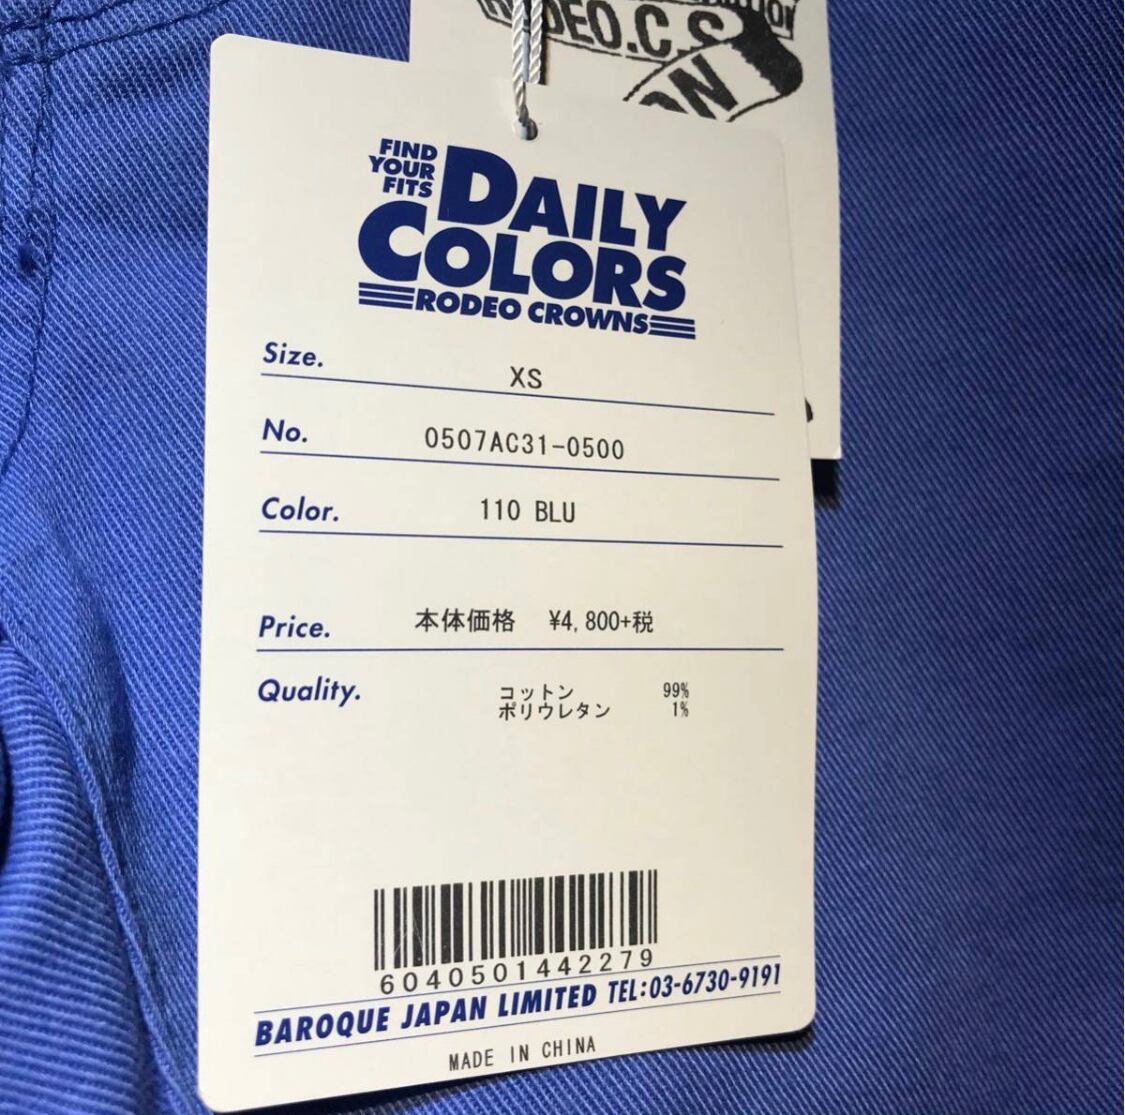 RODEO.C.S
FIND
YOUR
FITS
DAILY
COLORS
RODEO CROWNS
Size. XS
No. 0507AC31-0500
Color. 110 BLU
Price. 本体価格 ¥4,800+税
Quality. コットン 99%
ポリウレタン 1%
6040501442279
BAROQUE JAPAN LIMITED TEL:03-6730-9191
MADE IN CHINA